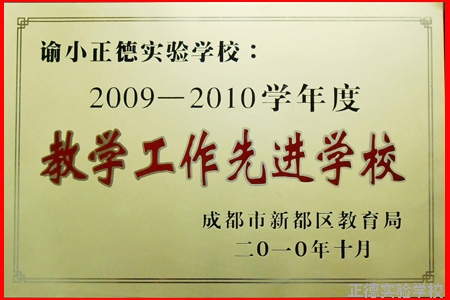 谕小正德实验学校：
2009—2010学年度
教学工作先进学校
成都市新都区教育局
二〇一〇年十月
正德实验学校